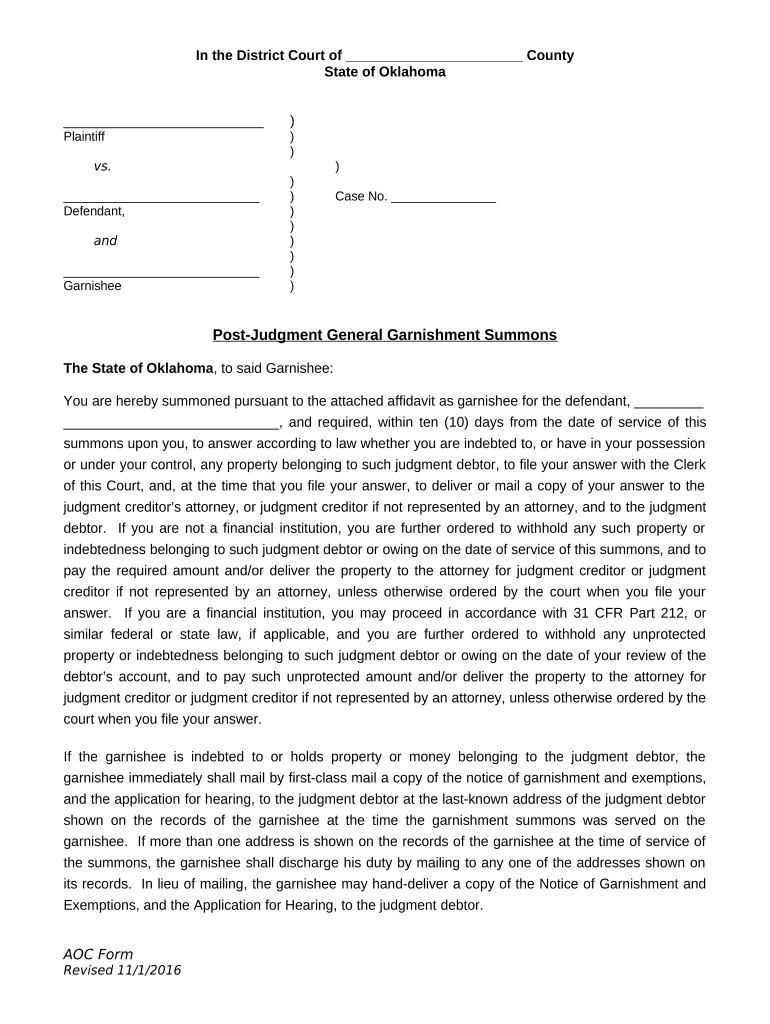 In the District Court of _______________________ County
State of Oklahoma
____________________________ )
Plaintiff )
)
vs. )
)
____________________________ ) Case No. _______________
Defendant, )
)
and )
)
____________________________ )
Garnishee )
Post-Judgment General Garnishment Summons
The State of Oklahoma, to said Garnishee:
You are hereby summoned pursuant to the attached affidavit as garnishee for the defendant, __________
_______________________________, and required, within ten (10) days from the date of service of this
summons upon you, to answer according to law whether you are indebted to, or have in your possession
or under your control, any property belonging to such judgment debtor, to file your answer with the Clerk
of this Court, and, at the time that you file your answer, to deliver or mail a copy of your answer to the
judgment creditor’s attorney, or judgment creditor if not represented by an attorney, and to the judgment
debtor. If you are not a financial institution, you are further ordered to withhold any such property or
indebtedness belonging to such judgment debtor or owing on the date of service of this summons, and to
pay the required amount and/or deliver the property to the attorney for judgment creditor or judgment
creditor if not represented by an attorney, unless otherwise ordered by the court when you file your
answer. If you are a financial institution, you may proceed in accordance with 31 CFR Part 212, or
similar federal or state law, if applicable, and you are further ordered to withhold any unprotected
property or indebtedness belonging to such judgment debtor or owing on the date of your review of the
debtor’s account, and to pay such unprotected amount and/or deliver the property to the attorney for
judgment creditor or judgment creditor if not represented by an attorney, unless otherwise ordered by the
court when you file your answer.
If the garnishee is indebted to or holds property or money belonging to the judgment debtor, the
garnishee immediately shall mail by first-class mail a copy of the notice of garnishment and exemptions,
and the application for hearing, to the judgment debtor at the last-known address of the judgment debtor
shown on the records of the garnishee at the time the garnishment summons was served on the
garnishee. If more than one address is shown on the records of the garnishee at the time of service of
the summons, the garnishee shall discharge his duty by mailing to any one of the addresses shown on
its records. In lieu of mailing, the garnishee may hand-deliver a copy of the Notice of Garnishment and
Exemptions, and the Application for Hearing, to the judgment debtor.
AOC Form
Revised 11/1/2016